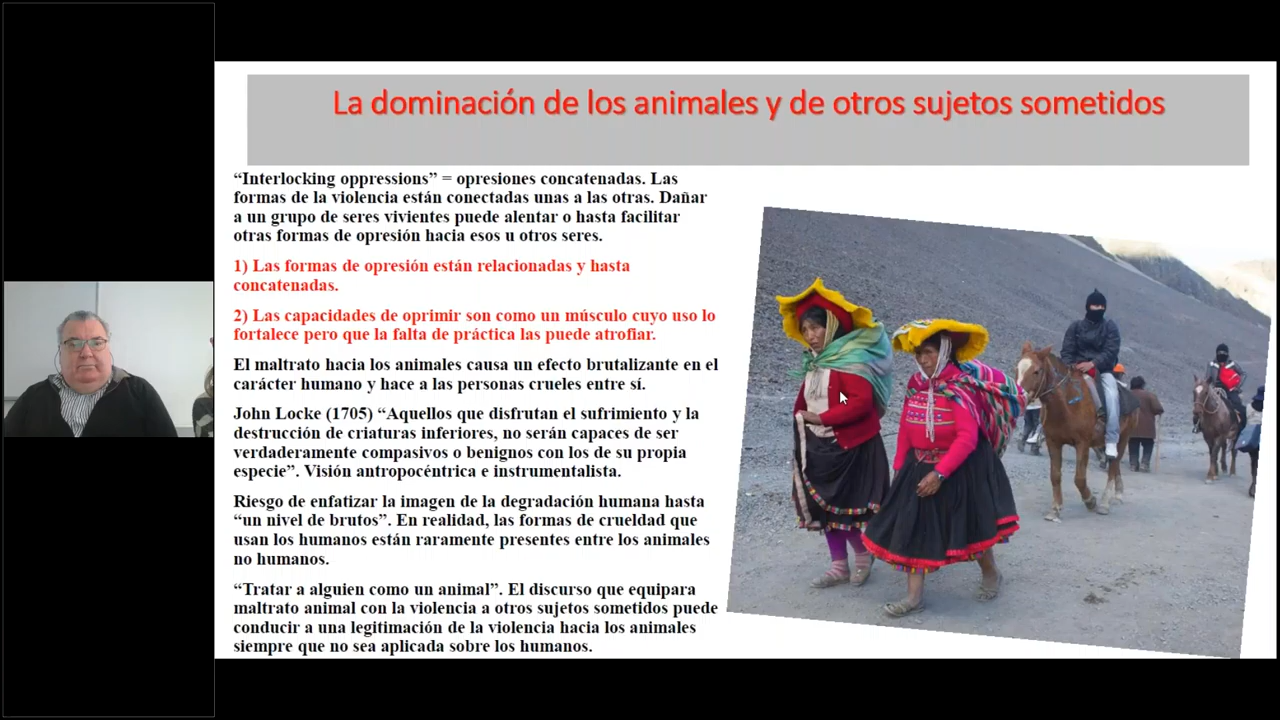 La dominación de los animales y de otros sujetos sometidos
“Interlocking oppressions” = opresiones concatenadas. Las
formas de la violencia están conectadas unas a las otras. Dañar
a un grupo de seres vivientes puede alentar o hasta facilitar
otras formas de opresión hacia esos u otros seres.
1) Las formas de opresión están relacionadas y hasta
concatenadas.
2) Las capacidades de oprimir son como un músculo cuyo uso lo
fortalece pero que la falta de práctica las puede atrofiar.
El maltrato hacia los animales causa un efecto brutalizante en el
carácter humano y hace a las personas crueles entre sí.
John Locke (1705) “Aquellos que disfrutan el sufrimiento y la
destrucción de criaturas inferiores, no serán capaces de ser
verdaderamente compasivos o benignos con los de su propia
especie”. Visión antropocéntrica e instrumentalista.
Riesgo de enfatizar la imagen de la degradación humana hasta
“un nivel de brutos”. En realidad, las formas de crueldad que
usan los humanos están raramente presentes entre los animales
no humanos.
“Tratar a alguien como un animal”. El discurso que equipara
maltrato animal con la violencia a otros sujetos sometidos puede
conducir a una legitimación de la violencia hacia los animales
siempre que no sea aplicada sobre los humanos.